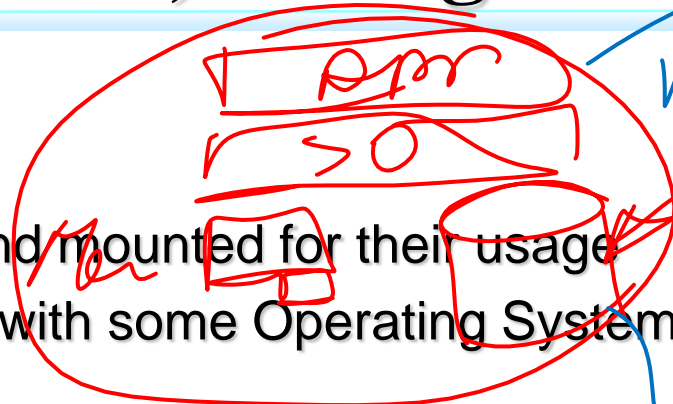 App
SO
nd mounted for their usage
with some Operating System